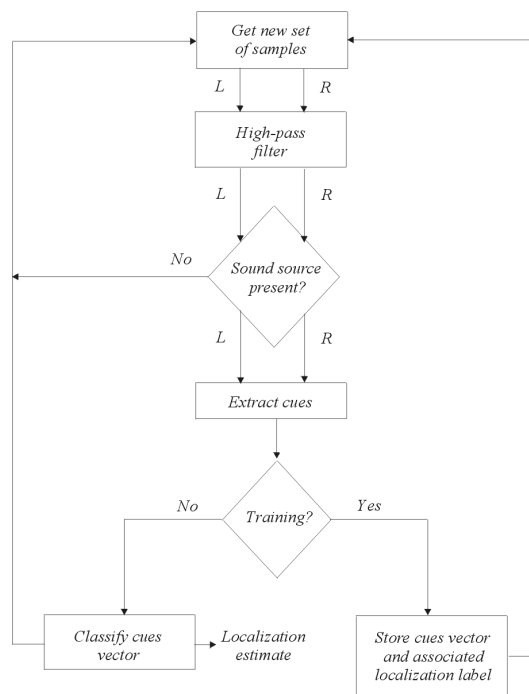 Get new set
of samples
L R
High-pass
filter
L R
No
Sound source
present?
L R
Extract cues
No
Training?
Yes
Classify cues
vector
Localization
estimate
Store cues vector
and associated
localization label